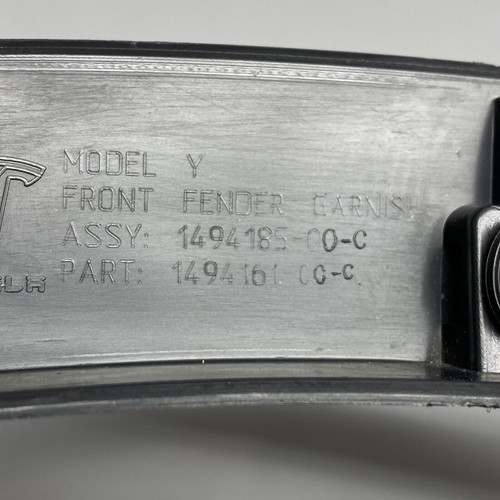 MODEL Y
FRONT FENDER GARNISH
ASSY: 1494185-00-C
PART: 1494161-00-C